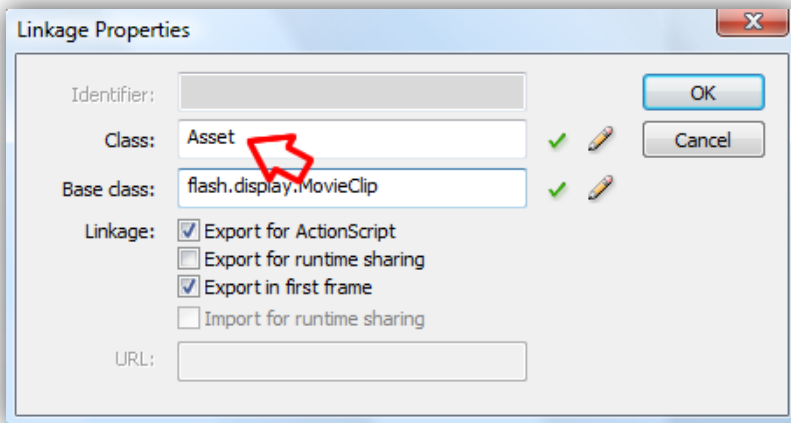 Linkage Properties
Identifier:
OK
Class: Asset
Cancel
Base class: flash.display.MovieClip
Linkage: Export for ActionScript
Export for runtime sharing
Export in first frame
Import for runtime sharing
URL: